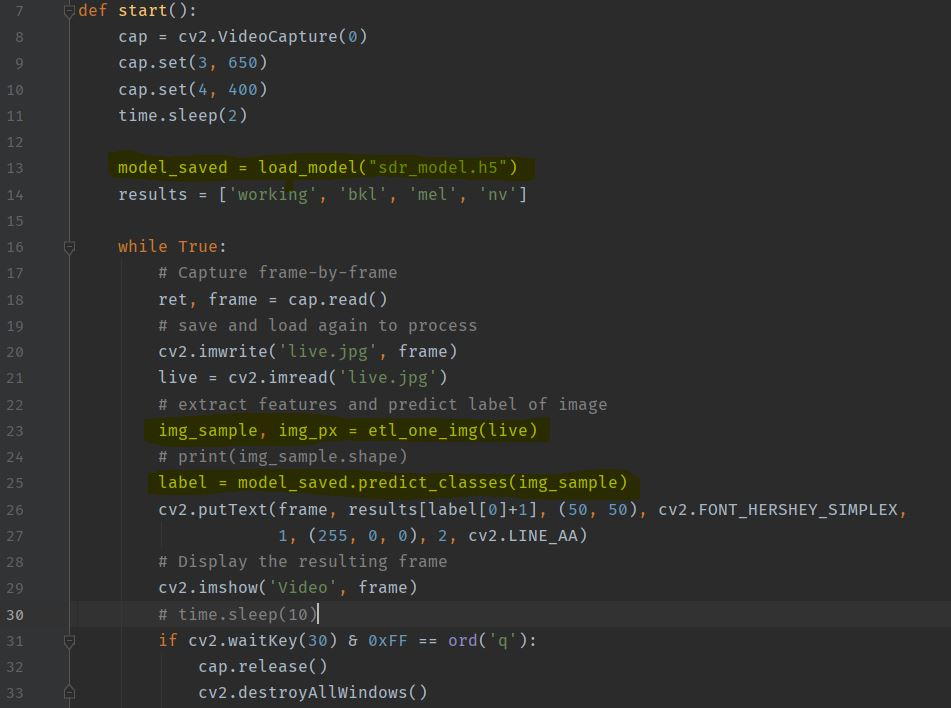 7 def start():
8     cap = cv2.VideoCapture(0)
9     cap.set(3, 650)
10     cap.set(4, 400)
11     time.sleep(2)
12
13     model_saved = load_model("sdr_model.h5")
14     results = ['working', 'bkl', 'mel', 'nv']
15
16     while True:
17         # Capture frame-by-frame
18         ret, frame = cap.read()
19         # save and load again to process
20         cv2.imwrite('live.jpg', frame)
21         live = cv2.imread('live.jpg')
22         # extract features and predict label of image
23         img_sample, img_px = etl_one_img(live)
24         # print(img_sample.shape)
25         label = model_saved.predict_classes(img_sample)
26         cv2.putText(frame, results[label[0]+1], (50, 50), cv2.FONT_HERSHEY_SIMPLEX,
27                     1, (255, 0, 0), 2, cv2.LINE_AA)
28         # Display the resulting frame
29         cv2.imshow('Video', frame)
30         # time.sleep(10)
31         if cv2.waitKey(30) & 0xFF == ord('q'):
32             cap.release()
33             cv2.destroyAllWindows()